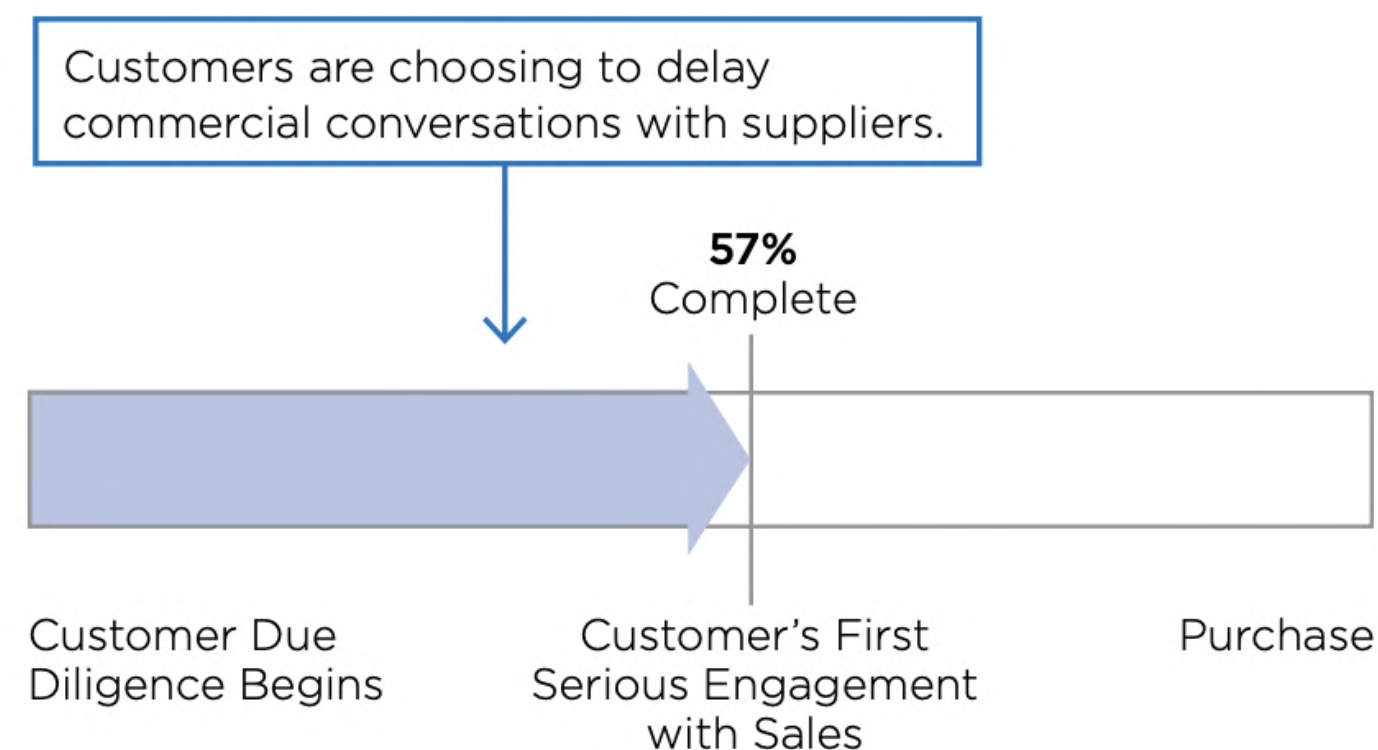 Customers are choosing to delay
commercial conversations with suppliers.
57%
Complete
Customer Due
Diligence Begins
Customer’s First
Serious Engagement
with Sales
Purchase